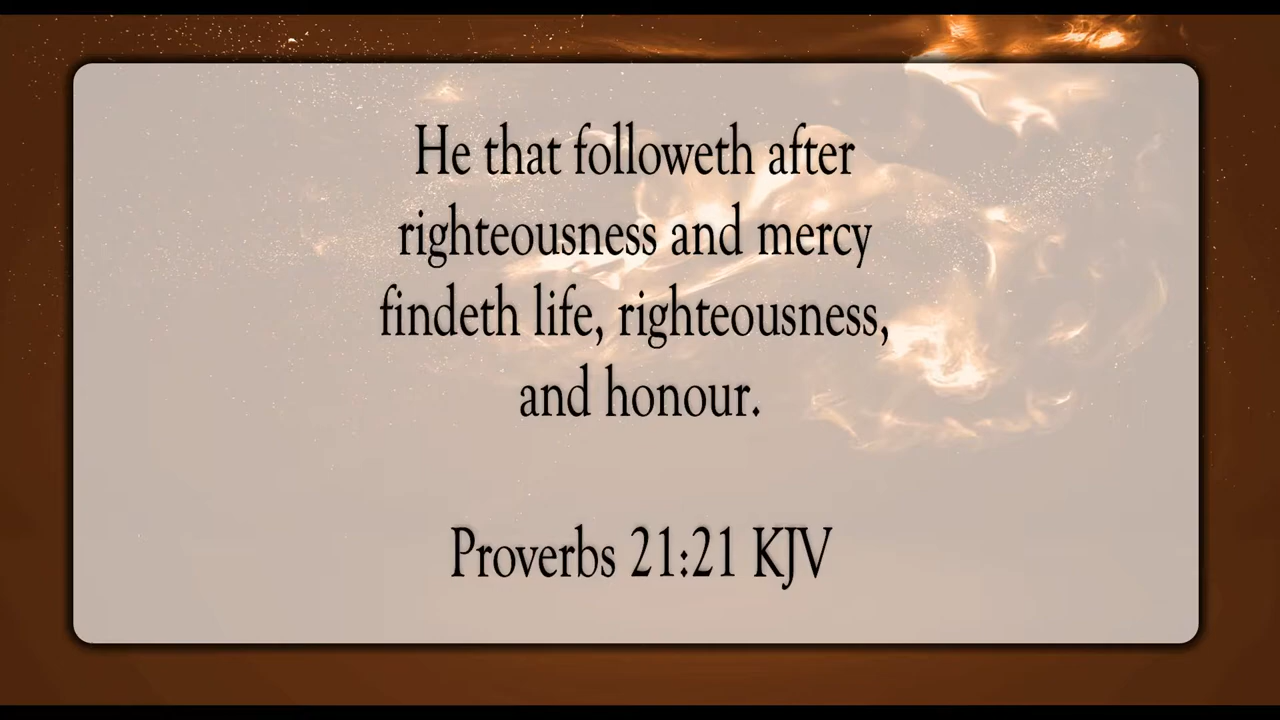 He that followeth after
righteousness and mercy
findeth life, righteousness,
and honour.
Proverbs 21:21 KJV